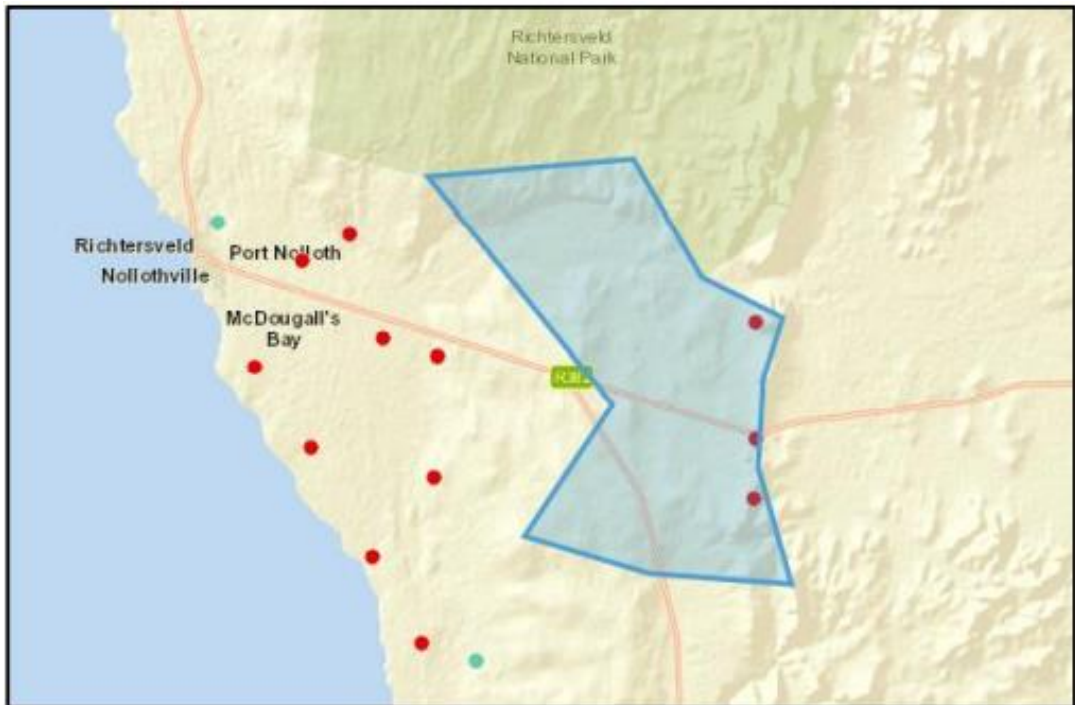 Richtersveld
National Park
Richtersveld
Port Nolloth
Nollothville
McDougall's
Bay
R382